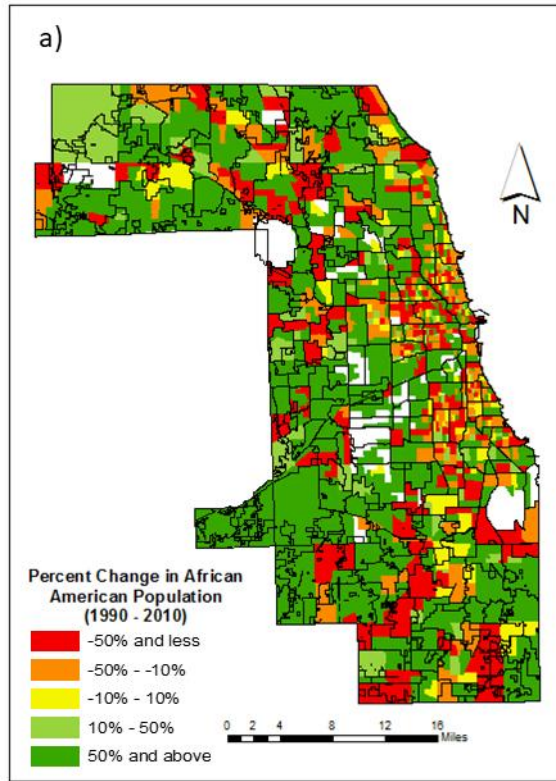 a)
N
Percent Change in African
American Population
(1990 - 2010)
-50% and less
-50% - -10%
-10% - 10%
10% - 50%
50% and above
0 2 4 8 12 16
Miles